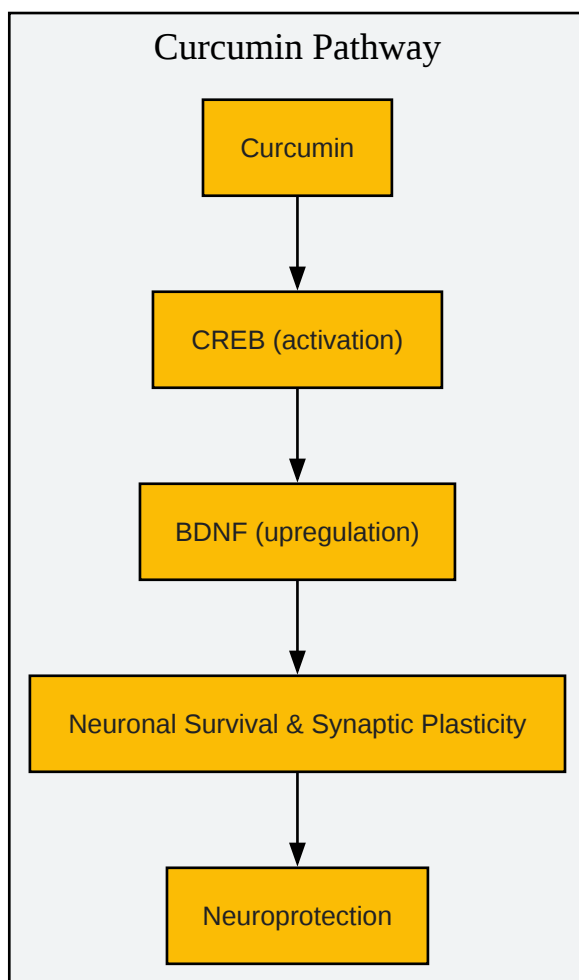 Curcumin Pathway
Curcumin
CREB (activation)
BDNF (upregulation)
Neuronal Survival & Synaptic Plasticity
Neuroprotection